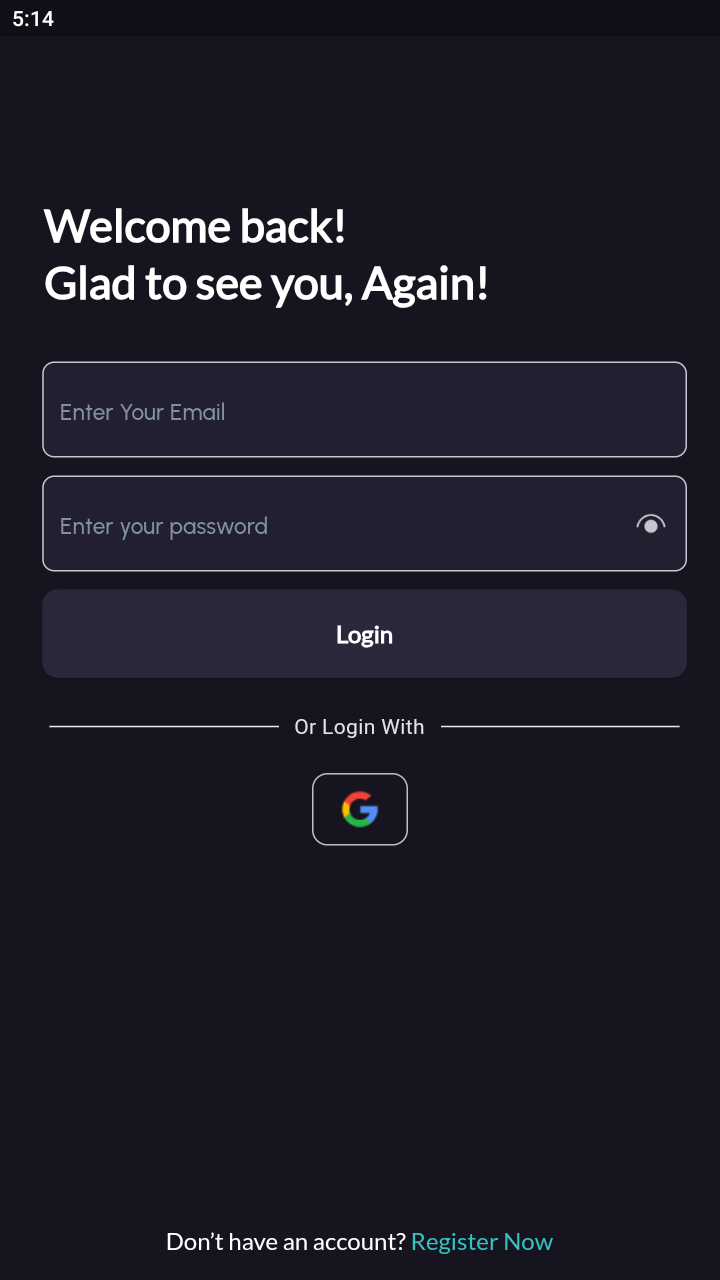 5:14
Welcome back!
Glad to see you, Again!
Enter Your Email
Enter your password
Login
Or Login With
Don’t have an account? Register Now